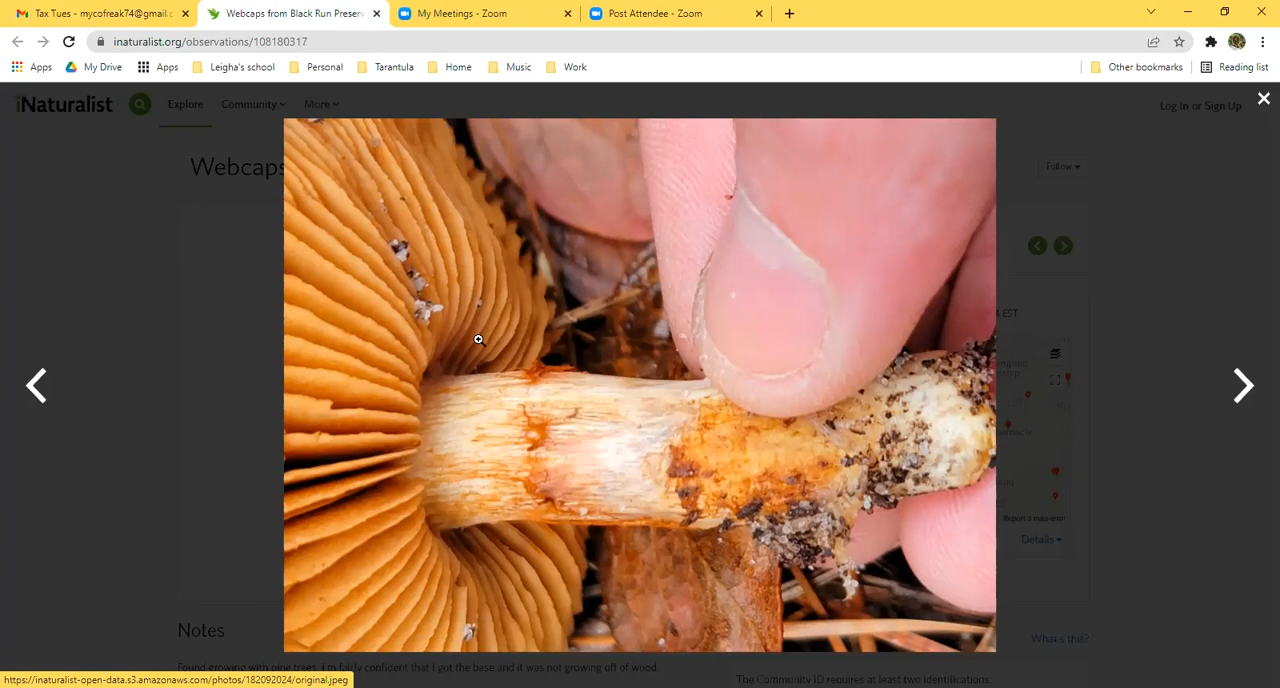 Tax Tues - mycofreak74@gmail.c
Webcaps from Black Run Preserv
My Meetings - Zoom
Post Attendee - Zoom
inaturalist.org/observations/108180317
Apps
My Drive
Apps
Leigha's school
Personal
Tarantula
Home
Music
Work
Other bookmarks
Reading list
iNaturalist
Explore
Community
More
Log In or Sign Up
Webcaps
Follow
EST
Report a map error
Details
Notes
What's this?
Found growing with pine trees. I'm fairly confident that I got the base and it was not growing off of wood.
The Community ID requires at least two identifications.
https://inaturalist-open-data.s3.amazonaws.com/photos/182092024/original.jpeg